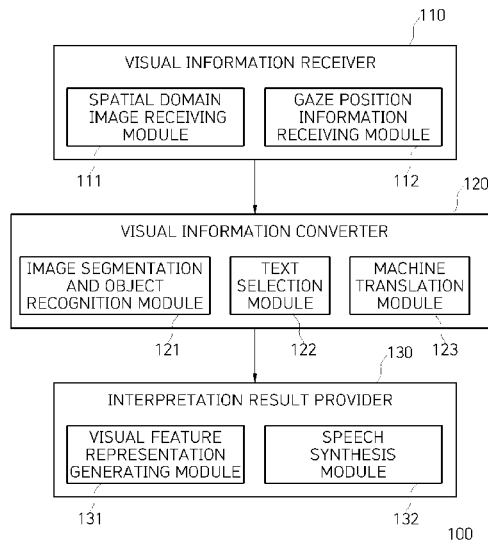 110
VISUAL INFORMATION RECEIVER
SPATIAL DOMAIN
IMAGE RECEIVING
MODULE
GAZE POSITION
INFORMATION
RECEIVING MODULE
111
112
120
VISUAL INFORMATION CONVERTER
IMAGE SEGMENTATION
AND OBJECT
RECOGNITION MODULE
TEXT
SELECTION
MODULE
MACHINE
TRANSLATION
MODULE
121
122
123
130
INTERPRETATION RESULT PROVIDER
VISUAL FEATURE
REPRESENTATION
GENERATING MODULE
SPEECH
SYNTHESIS
MODULE
131
132
100